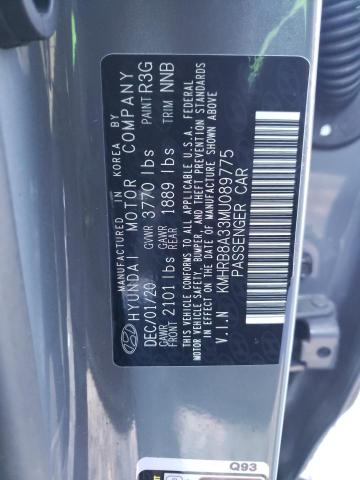 MANUFACTURED IN KOREA BY
HYUNDAI MOTOR COMPANY
DEC/01/20 GVWR 3770 lbs PAINT R3G
GAWR FRONT 2101 lbs GAWR REAR 1889 lbs TRIM NNB
THIS VEHICLE CONFORMS TO ALL APPLICABLE U.S.A. FEDERAL
MOTOR VEHICLE SAFETY, BUMPER, AND THEFT PREVENTION STANDARDS
IN EFFECT ON THE DATE OF MANUFACTURE SHOWN ABOVE
V.I.N KMHRB8A33MU089775
PASSENGER CAR
Q93